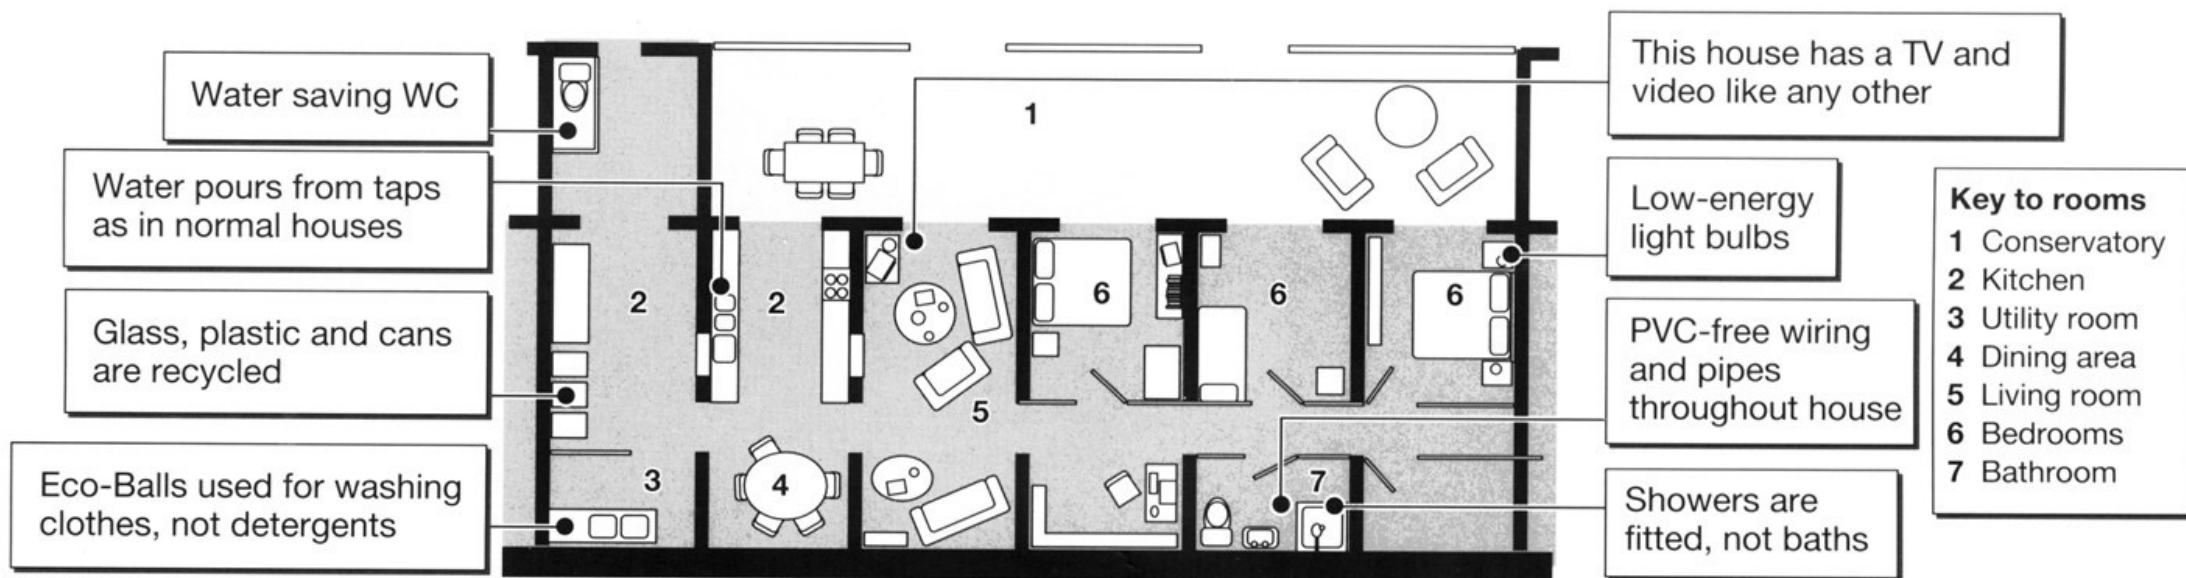 Water saving WC
Water pours from taps
as in normal houses
Glass, plastic and cans
are recycled
Eco-Balls used for washing
clothes, not detergents
1
2
2
6
6
6
5
3
4
7
This house has a TV and
video like any other
Low-energy
light bulbs
PVC-free wiring
and pipes
throughout house
Showers are
fitted, not baths
Key to rooms
1 Conservatory
2 Kitchen
3 Utility room
4 Dining area
5 Living room
6 Bedrooms
7 Bathroom